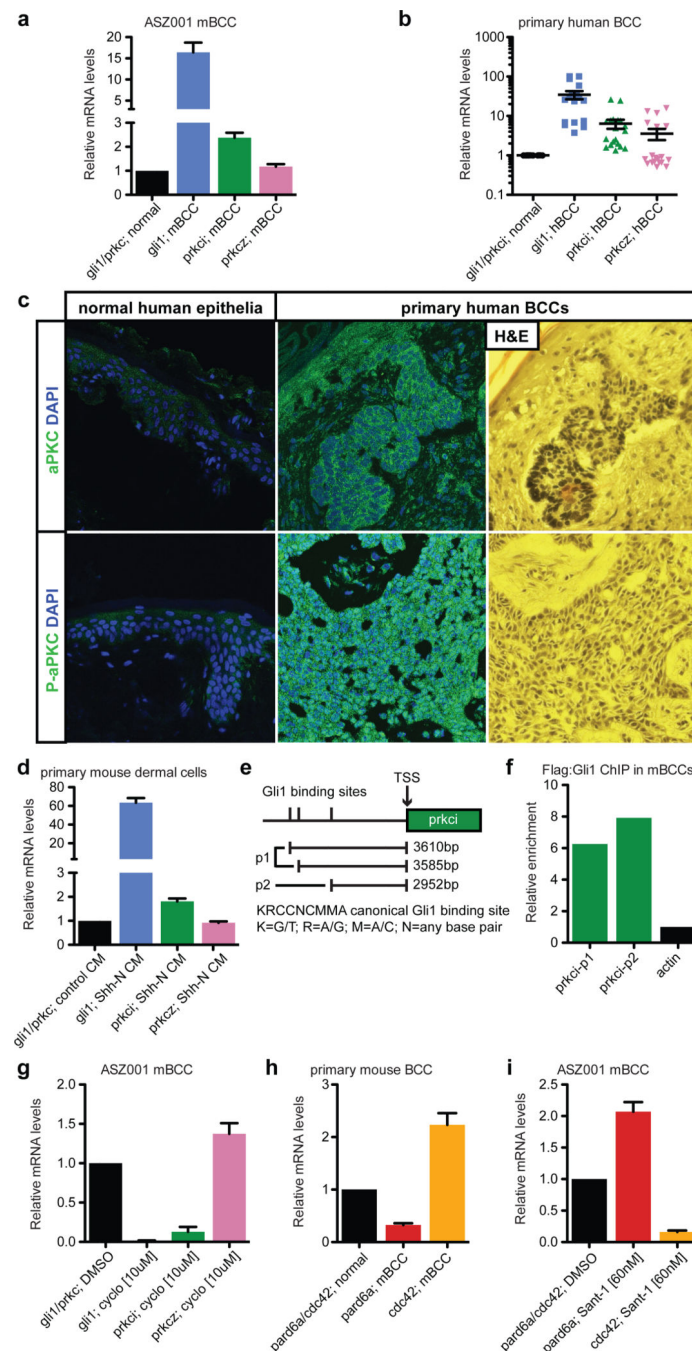 a
ASZ001 mBCC
Relative mRNA levels
20
15
10
5
3
2
1
0
gli1/prkc; normal
gli1; mBCC
prkci; mBCC
prkcz; mBCC
b
primary human BCC
Relative mRNA levels
1000
100
10
1
0.1
gli1/prkci; normal
gli1; hBCC
prkci; hBCC
prkcz; hBCC
c
normal human epithelia
primary human BCCs
H&E
aPKC DAPI
P-aPKC DAPI
d
primary mouse dermal cells
Relative mRNA levels
80
60
40
20
3
2
1
0
gli1/prkc; control CM
gli1; Shh-N CM
prkci; Shh-N CM
prkcz; Shh-N CM
e
TSS
Gli1 binding sites
prkci
p1
3610bp
3585bp
p2
2952bp
KRCCNCMMA canonical Gli1 binding site
K=G/T; R=A/G; M=A/C; N=any base pair
f
Flag:Gli1 ChIP in mBCCs
Relative enrichment
10
8
6
4
2
0
prkci-p1
prkci-p2
actin
g
ASZ001 mBCC
Relative mRNA levels
2.0
1.5
1.0
0.5
0.0
gli1/prkc; DMSO
gli1; cyclo [10uM]
prkci; cyclo [10uM]
prkcz; cyclo [10uM]
h
primary mouse BCC
Relative mRNA levels
3
2
1
0
pard6a/cdc42; normal
pard6a; mBCC
cdc42; mBCC
i
ASZ001 mBCC
Relative mRNA levels
2.5
2.0
1.5
1.0
0.5
0.0
pard6a/cdc42; DMSO
pard6a; Sant-1 [60nM]
cdc42; Sant-1 [60nM]